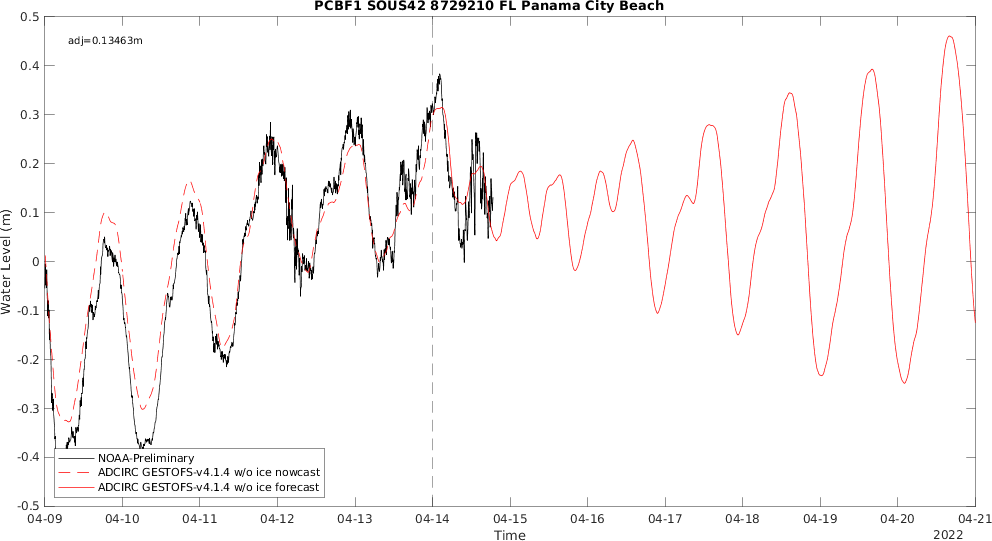 PCBF1 SOUS42 8729210 FL Panama City Beach
adj=0.13463m
0.5
0.4
0.3
0.2
0.1
0
-0.1
-0.2
-0.3
-0.4
-0.5
Water Level (m)
NOAA-Preliminary
ADCIRC GESTOFS-v4.1.4 w/o ice nowcast
ADCIRC GESTOFS-v4.1.4 w/o ice forecast
04-09 04-10 04-11 04-12 04-13 04-14 04-15 04-16 04-17 04-18 04-19 04-20 04-21
Time
2022